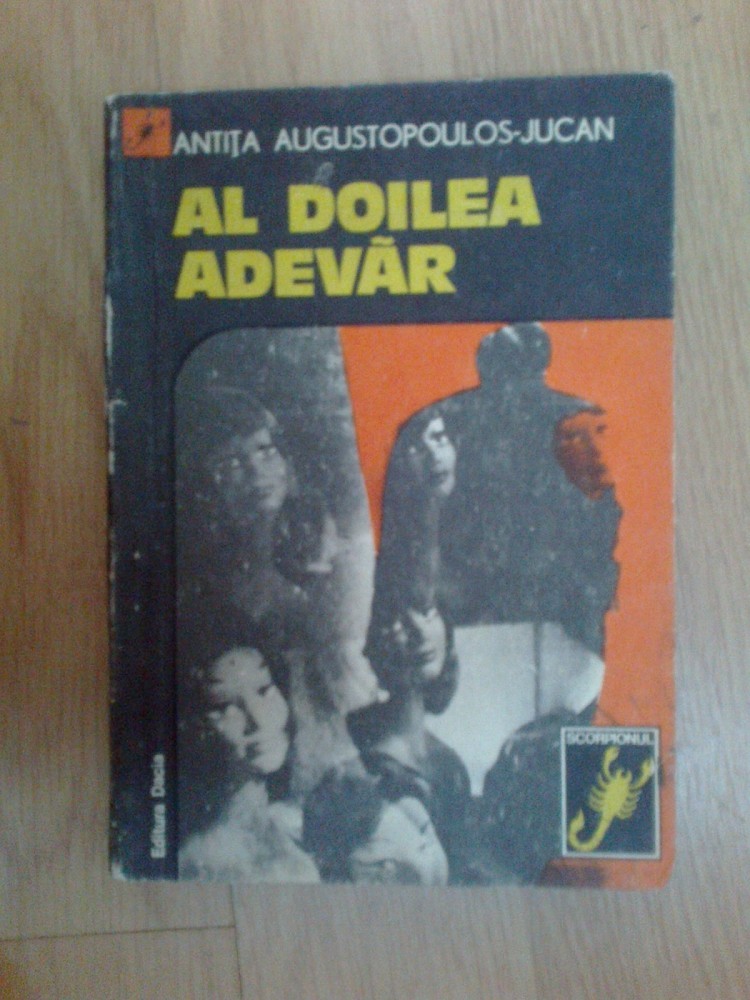 ANTIȚA AUGUSTOPOULOS-JUCAN
AL DOILEA
ADEVĂR
Editura Dacia
SCORPIONUL